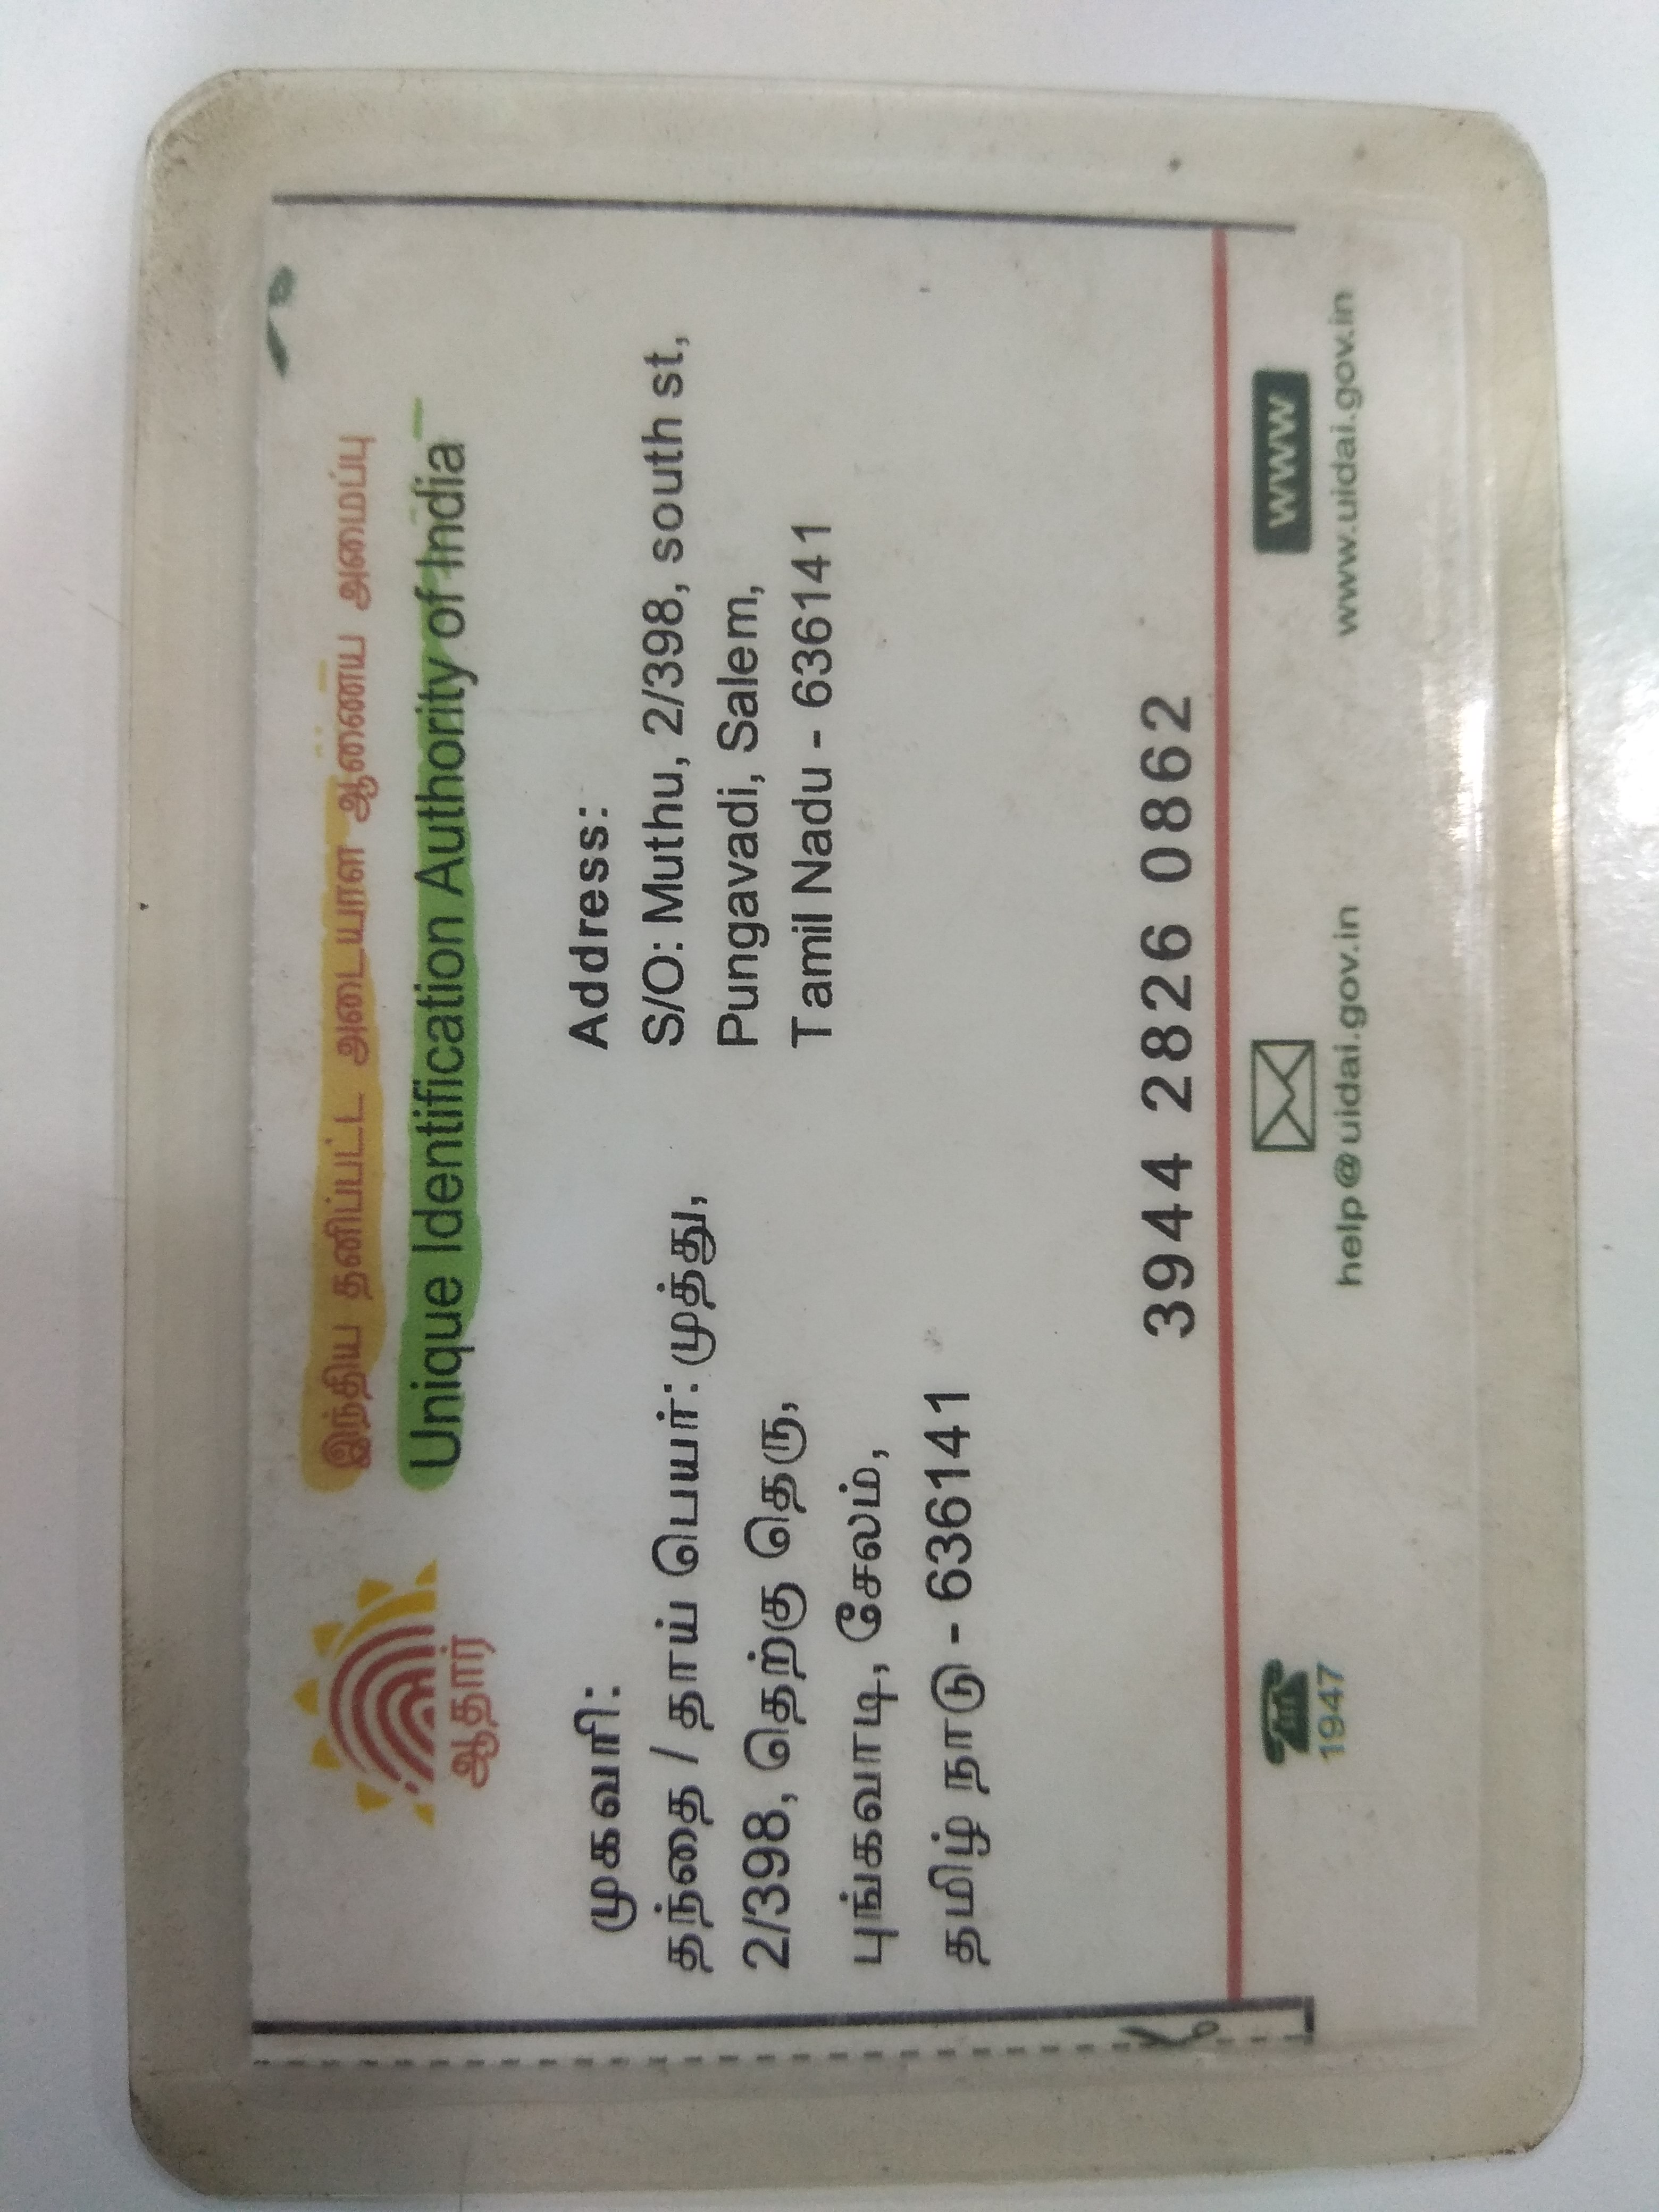 இந்திய தனிப்பட்ட அடையாள ஆணைய அமைப்பு
Unique Identification Authority of India
ஆதார்
முகவரி:
தந்தை / தாய் பெயர்: முத்து,
2/398, தெற்கு தெரு,
புங்கவாடி, சேலம்,
தமிழ் நாடு - 636141
Address:
S/O: Muthu, 2/398, south st,
Pungavadi, Salem,
Tamil Nadu - 636141
3944 2826 0862
1947
help@uidai.gov.in
www
www.uidai.gov.in